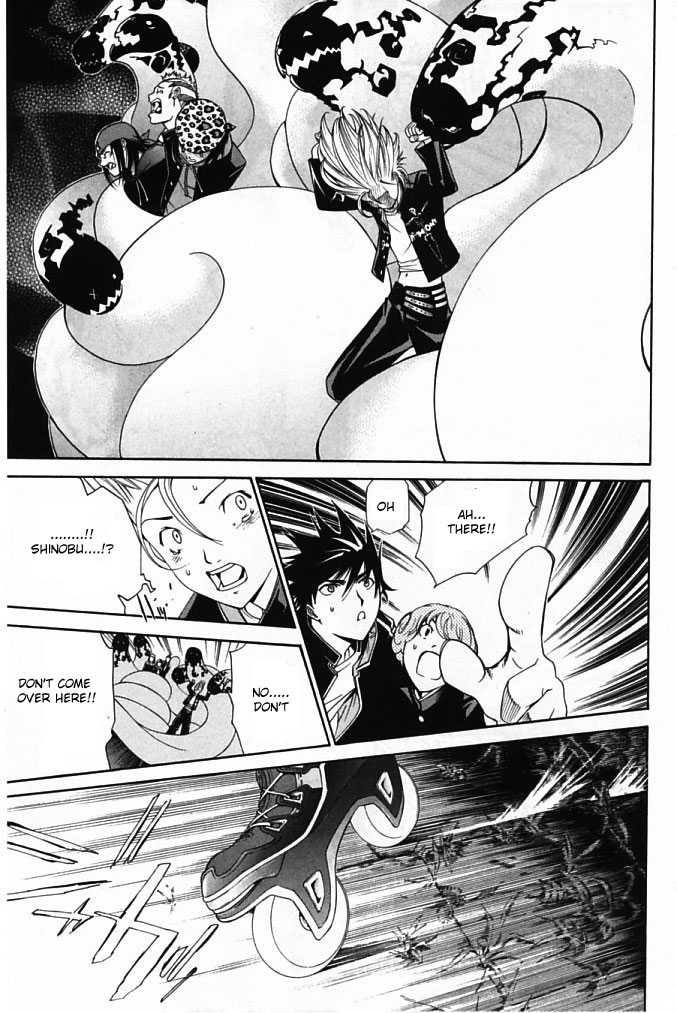 AH...
THERE!!
OH
........!!
SHINOBU....!?
NO.....
DON'T
DON'T COME
OVER HERE!!